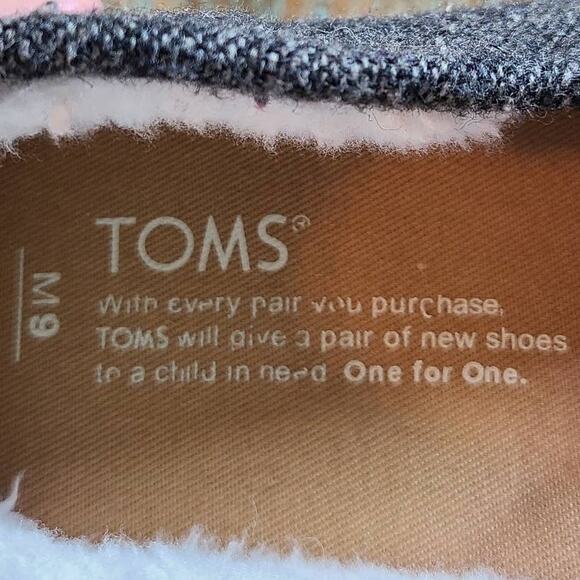 TOMS®
With every pair you purchase,
TOMS will give a pair of new shoes
to a child in need. One for One.
M9